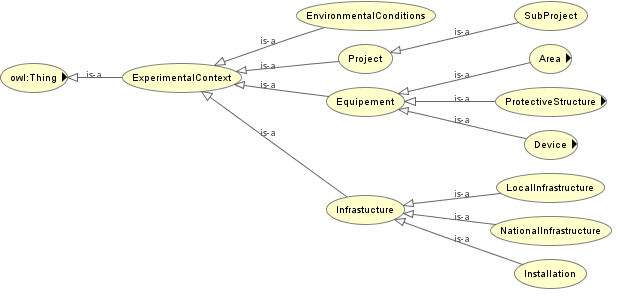 EnvironmentalConditions
SubProject
is-a
is-a
Project
is-a
Area
is-a
owl:Thing
is-a
ExperimentalContext
is-a
Equipement
is-a
ProtectiveStructure
is-a
Device
is-a
LocalInfrastructure
is-a
Infrastucture
is-a
NationalInfrastructure
is-a
Installation